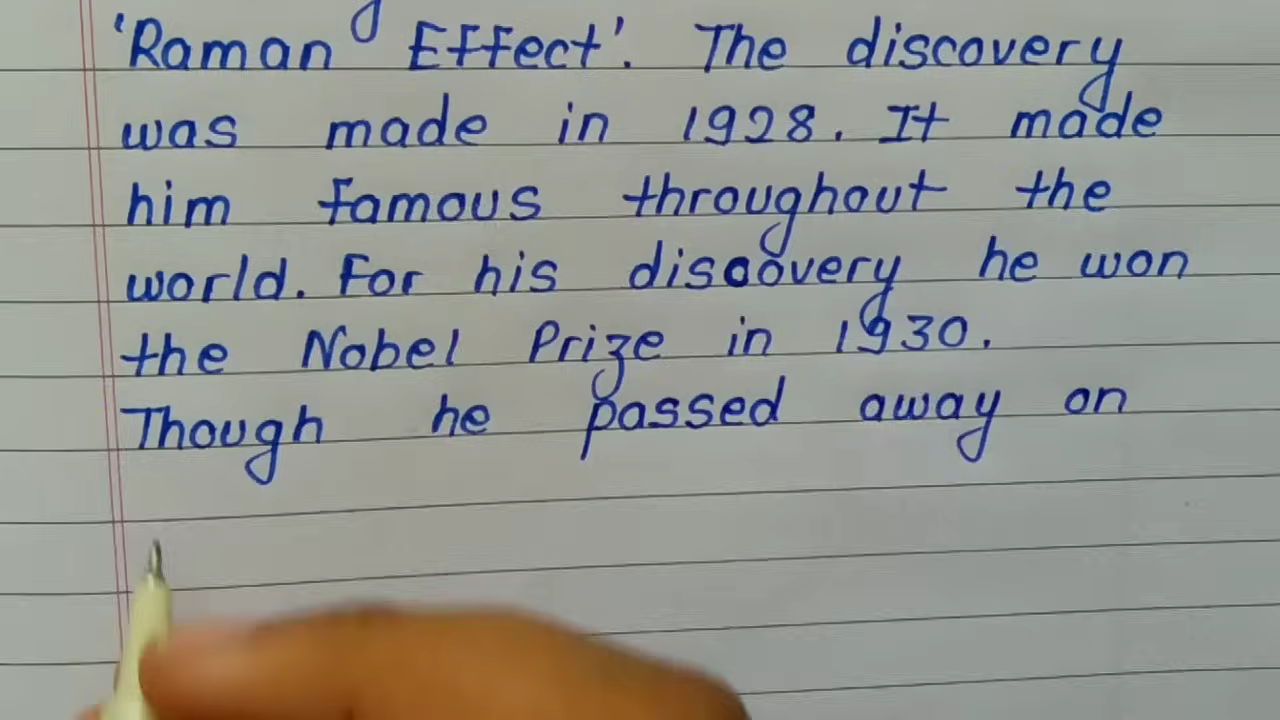 'Raman Effect'. The discovery
was made in 1928. It made
him famous throughout the
world. For his discovery he won
the Nobel Prize in 1930.
Though he passed away on